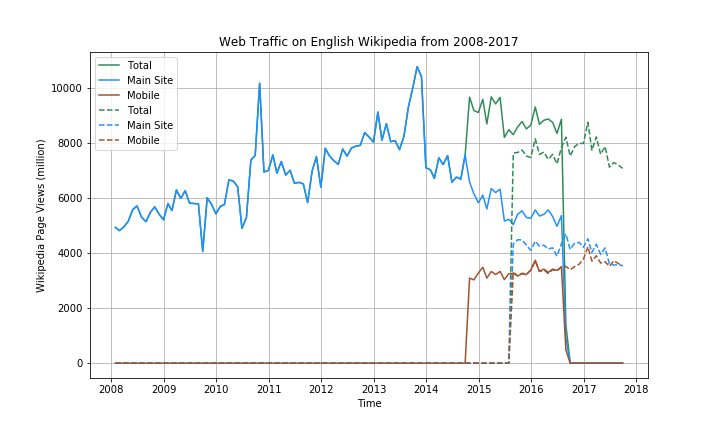 Web Traffic on English Wikipedia from 2008-2017
Total
Main Site
Mobile
Total
Main Site
Mobile
Wikipedia Page Views (million)
10000
8000
6000
4000
2000
0
2008 2009 2010 2011 2012 2013 2014 2015 2016 2017 2018
Time